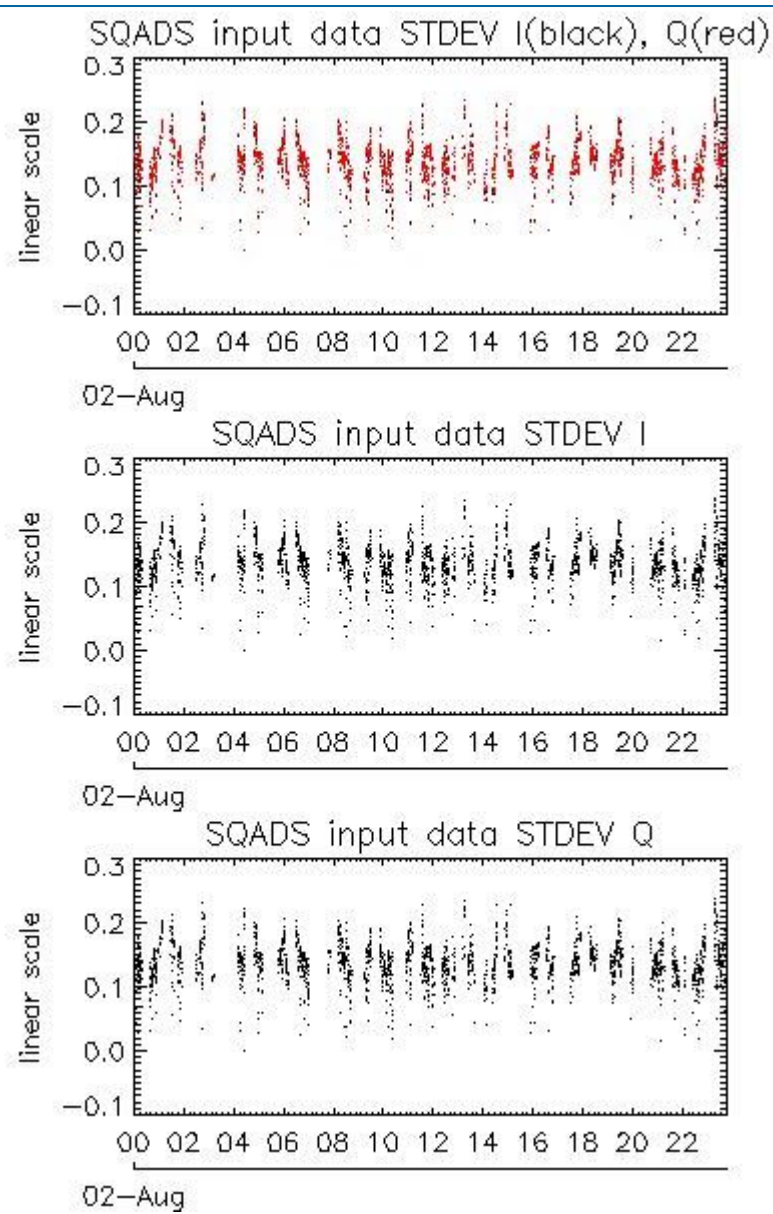 SQADS input data STDEV I(black), Q(red)
0.3
0.2
0.1
0.0
−0.1
linear scale
00 02 04 06 08 10 12 14 16 18 20 22
02−Aug
SQADS input data STDEV I
0.3
0.2
0.1
0.0
−0.1
linear scale
00 02 04 06 08 10 12 14 16 18 20 22
02−Aug
SQADS input data STDEV Q
0.3
0.2
0.1
0.0
−0.1
linear scale
00 02 04 06 08 10 12 14 16 18 20 22
02−Aug